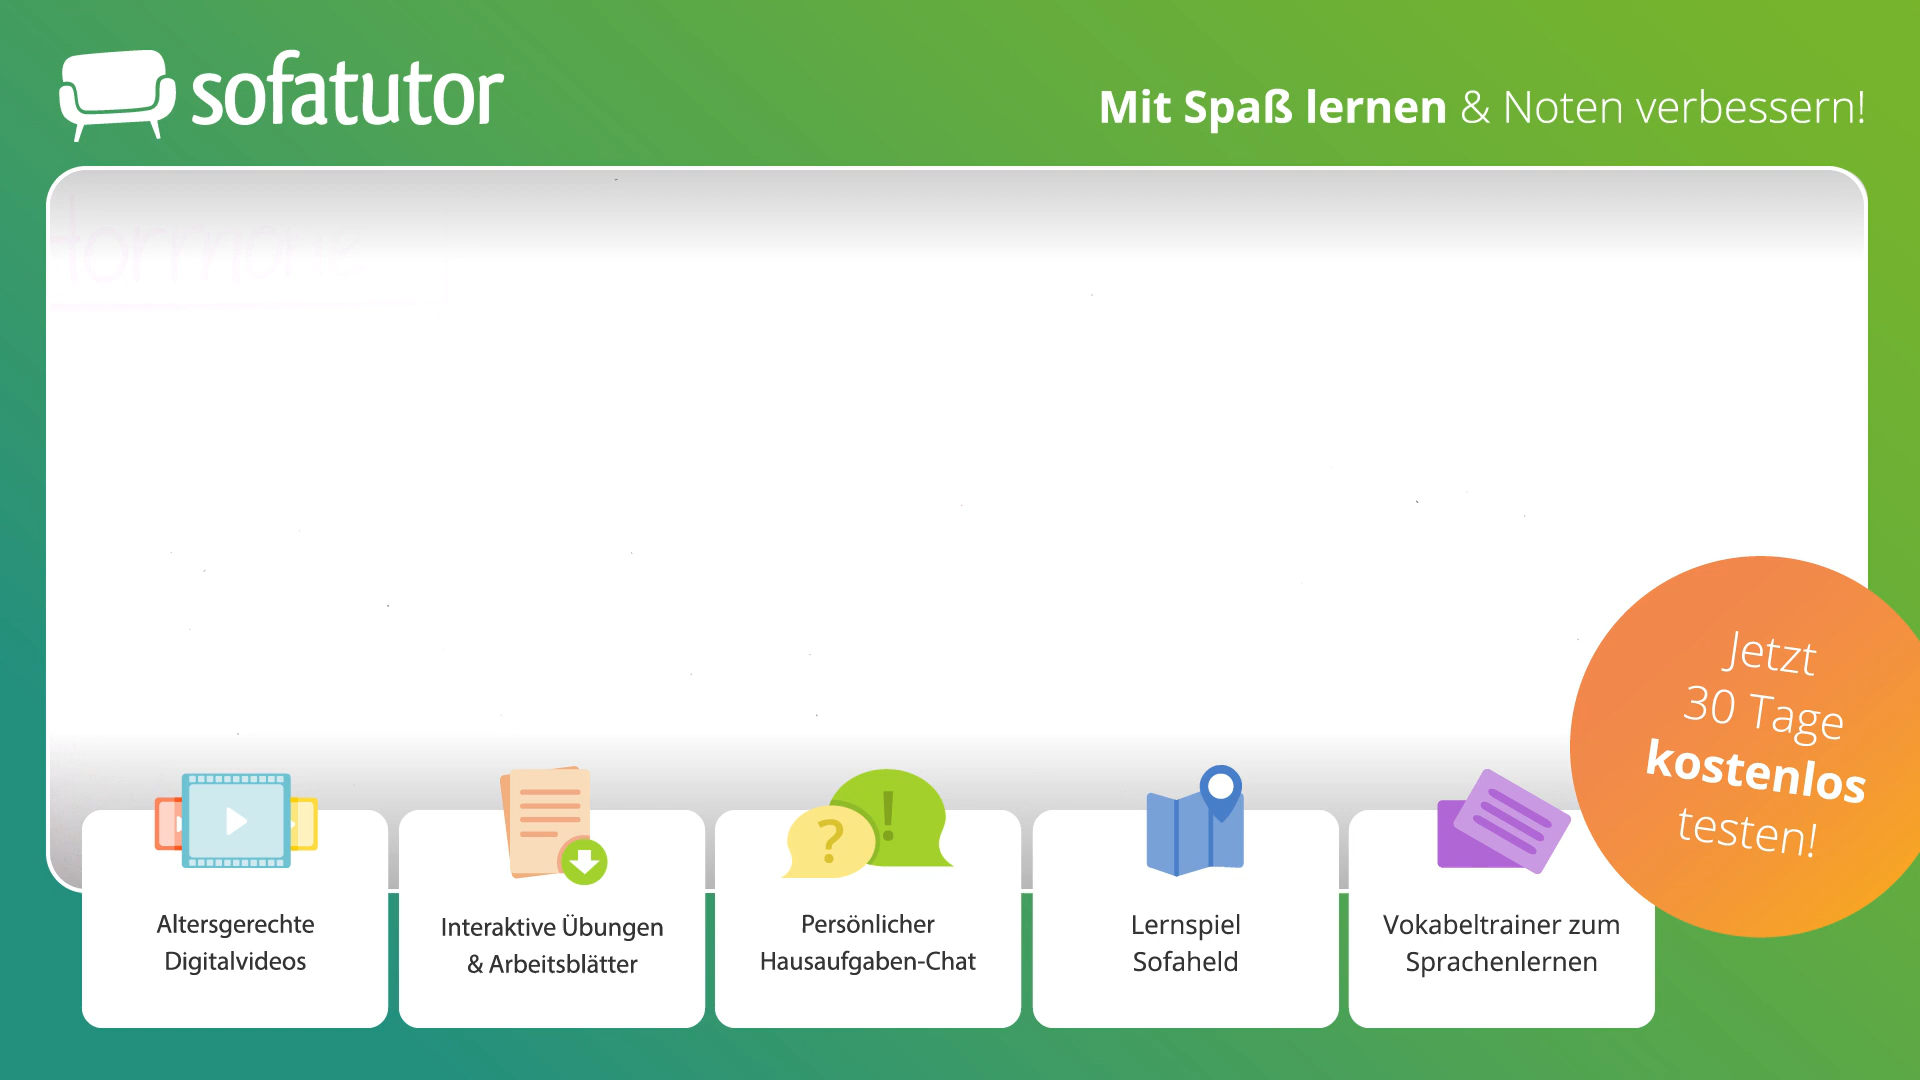 sofatutor
Mit Spaß lernen & Noten verbessern!
Jetzt
30 Tage
kostenlos
testen!
Altersgerechte
Digitalvideos
Interaktive Übungen
& Arbeitsblätter
Persönlicher
Hausaufgaben-Chat
Lernspiel
Sofaheld
Vokabeltrainer zum
Sprachenlernen